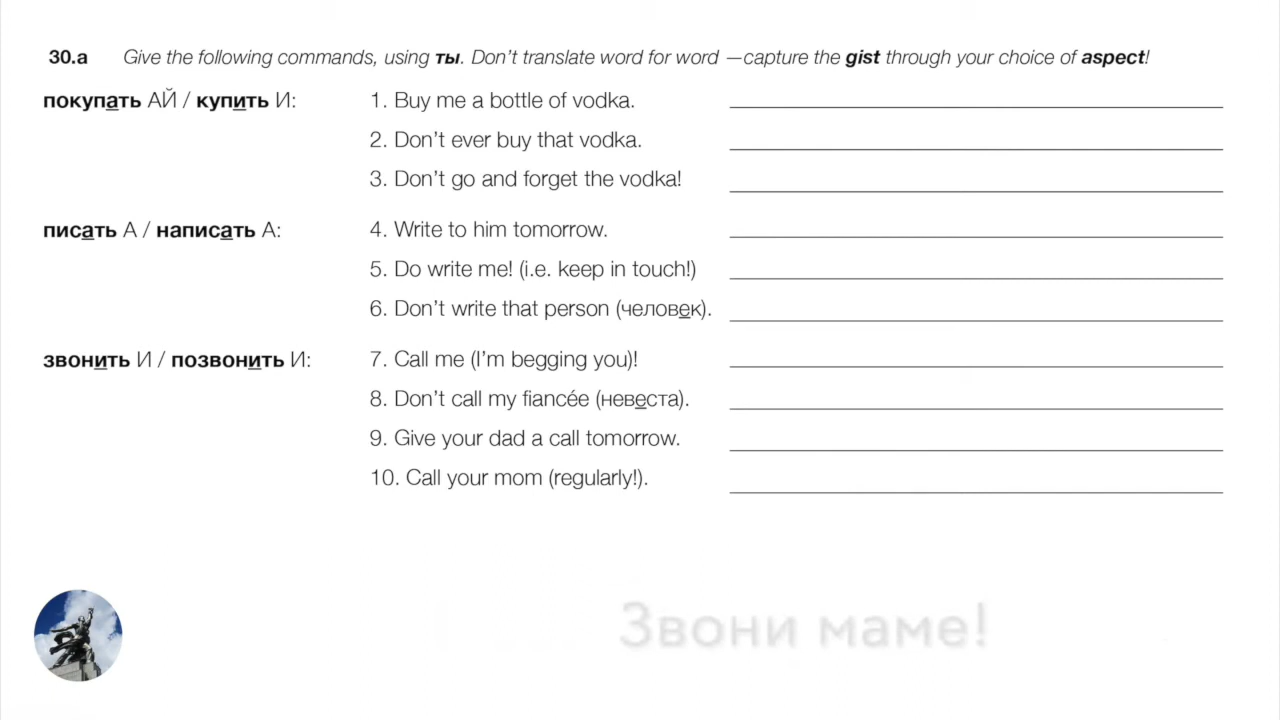 30.a Give the following commands, using ты. Don't translate word for word —capture the gist through your choice of aspect!
покупать АЙ / купить И: 1. Buy me a bottle of vodka.
2. Don't ever buy that vodka.
3. Don't go and forget the vodka!
писать А / написать А: 4. Write to him tomorrow.
5. Do write me! (i.e. keep in touch!)
6. Don't write that person (человек).
звонить И / позвонить И: 7. Call me (I'm begging you)!
8. Don't call my fiancée (невеста).
9. Give your dad a call tomorrow.
10. Call your mom (regularly!).
Звони маме!